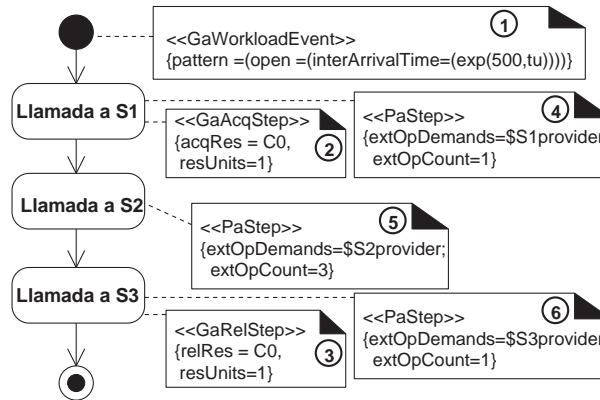 1
<<GaWorkloadEvent>>
{pattern =(open =(interArrivalTime=(exp(500,tu))))}
Llamada a S1
<<GaAcqStep>>
{acqRes = C0,
resUnits=1}
2
4
<<PaStep>>
{extOpDemands=$S1provider;
extOpCount=1}
Llamada a S2
5
<<PaStep>>
{extOpDemands=$S2provider;
extOpCount=3}
Llamada a S3
<<GaRelStep>>
{relRes = C0,
resUnits=1}
3
6
<<PaStep>>
{extOpDemands=$S3provider
extOpCount=1}